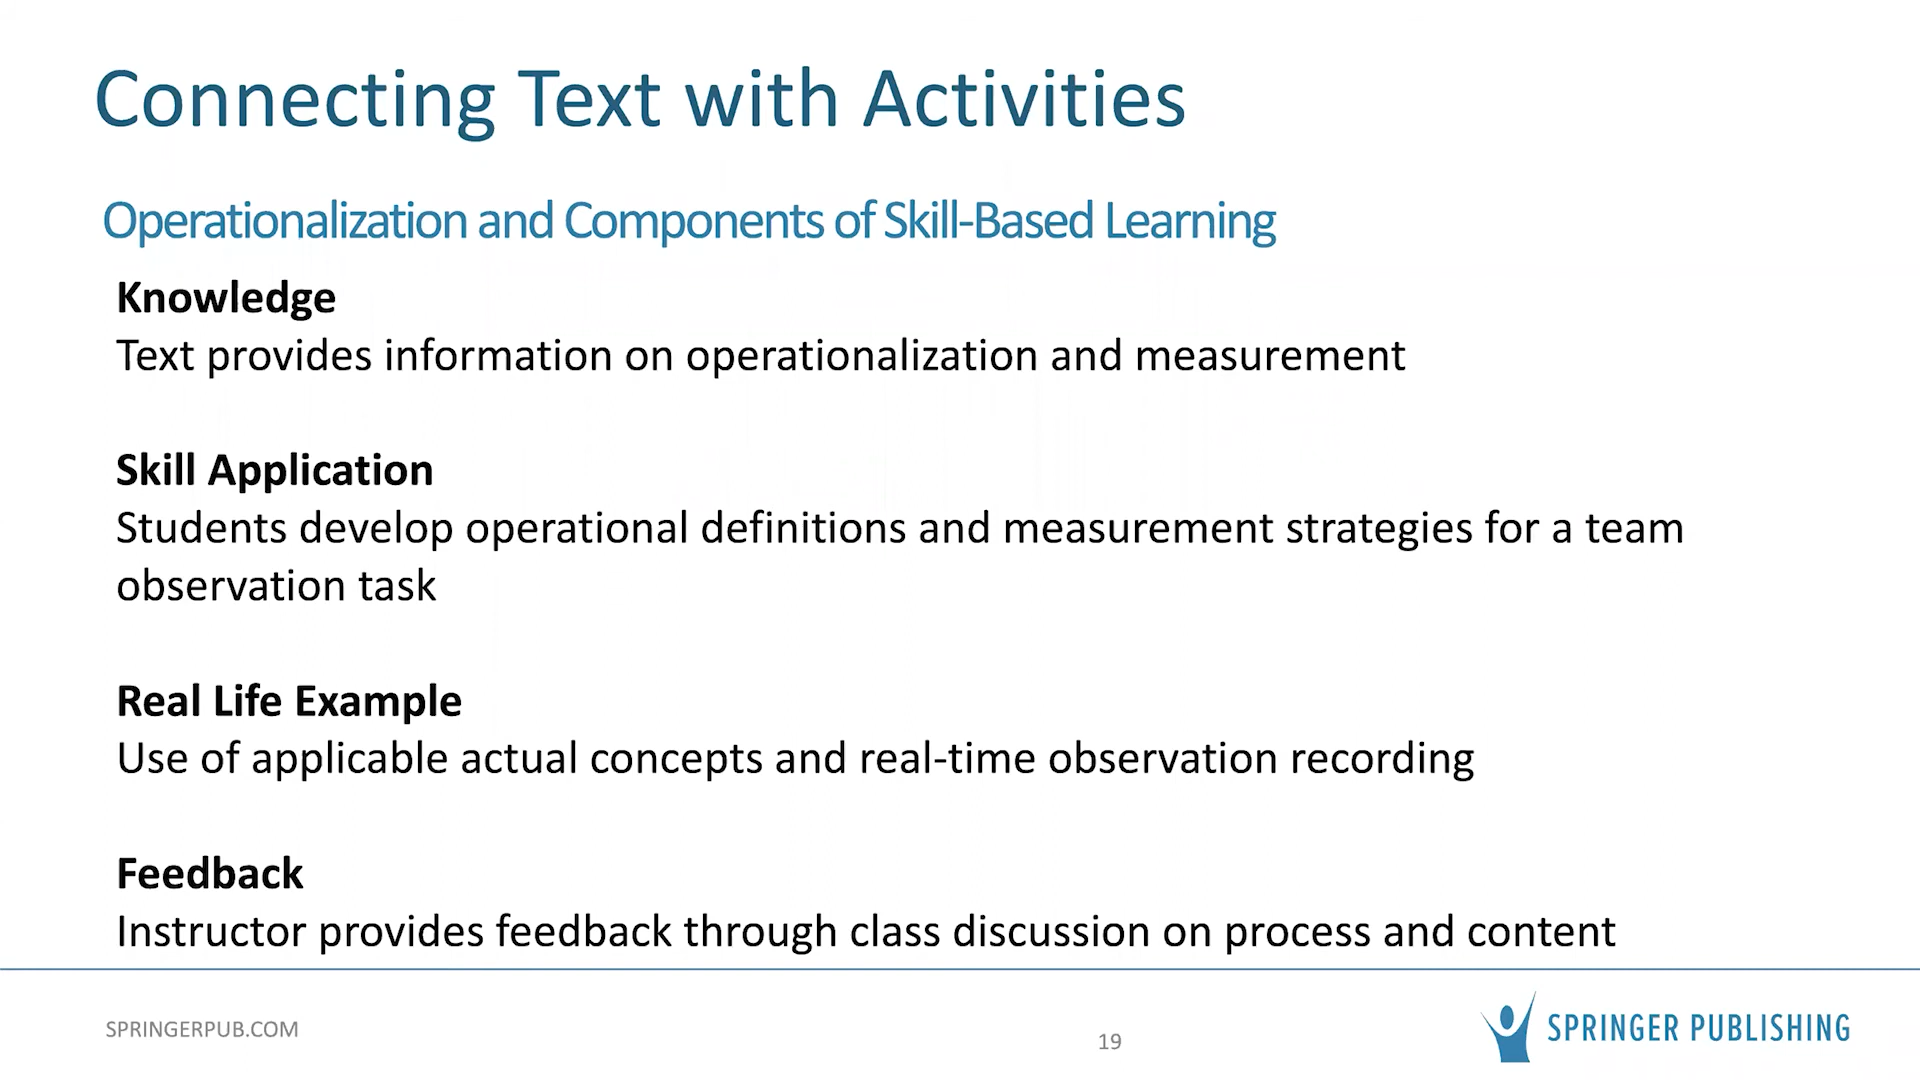 Connecting Text with Activities
Operationalization and Components of Skill-Based Learning
Knowledge
Text provides information on operationalization and measurement
Skill Application
Students develop operational definitions and measurement strategies for a team
observation task
Real Life Example
Use of applicable actual concepts and real-time observation recording
Feedback
Instructor provides feedback through class discussion on process and content
SPRINGERPUB.COM
19
SPRINGER PUBLISHING